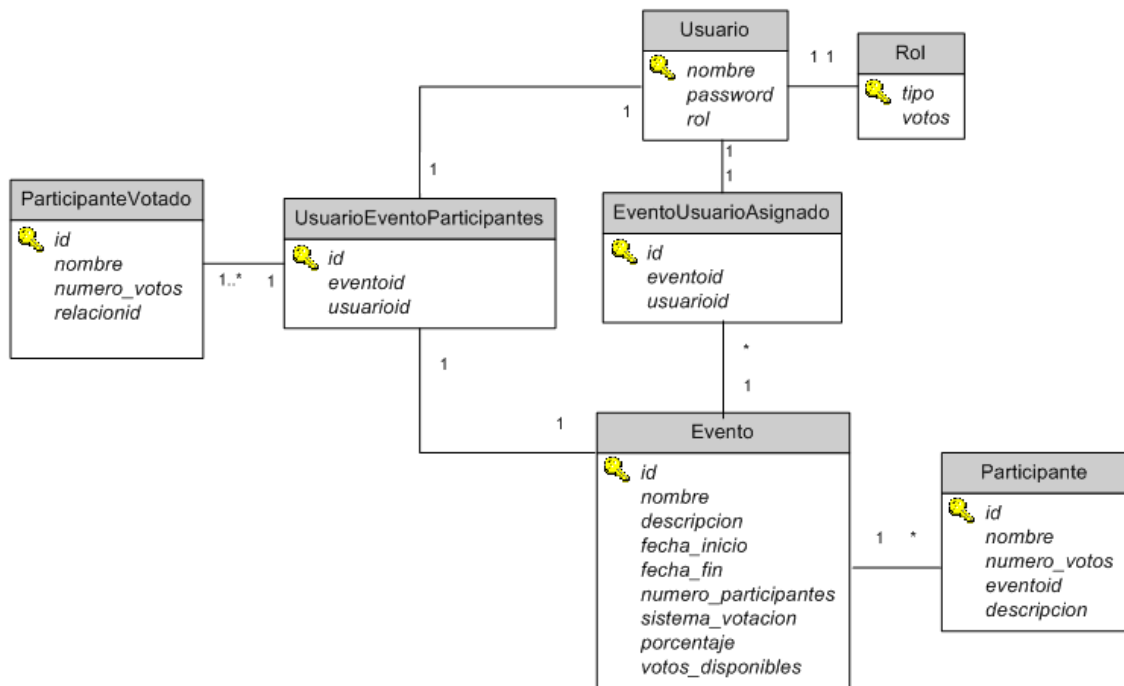 Usuario
nombre
password
rol
1 1
Rol
tipo
votos
1
1
1
1
ParticipanteVotado
id
nombre
numero_votos
relacionid
1..*
1
UsuarioEventoParticipantes
id
eventoid
usuarioid
EventoUsuarioAsignado
id
eventoid
usuarioid
1
1
*
1
Evento
id
nombre
descripcion
fecha_inicio
fecha_fin
numero_participantes
sistema_votacion
porcentaje
votos_disponibles
1
*
Participante
id
nombre
numero_votos
eventoid
descripcion